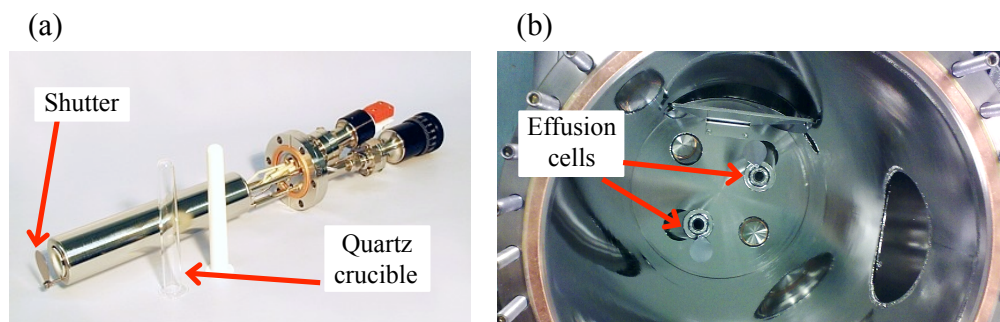 (a)
(b)
Shutter
Quartz
crucible
Effusion
cells